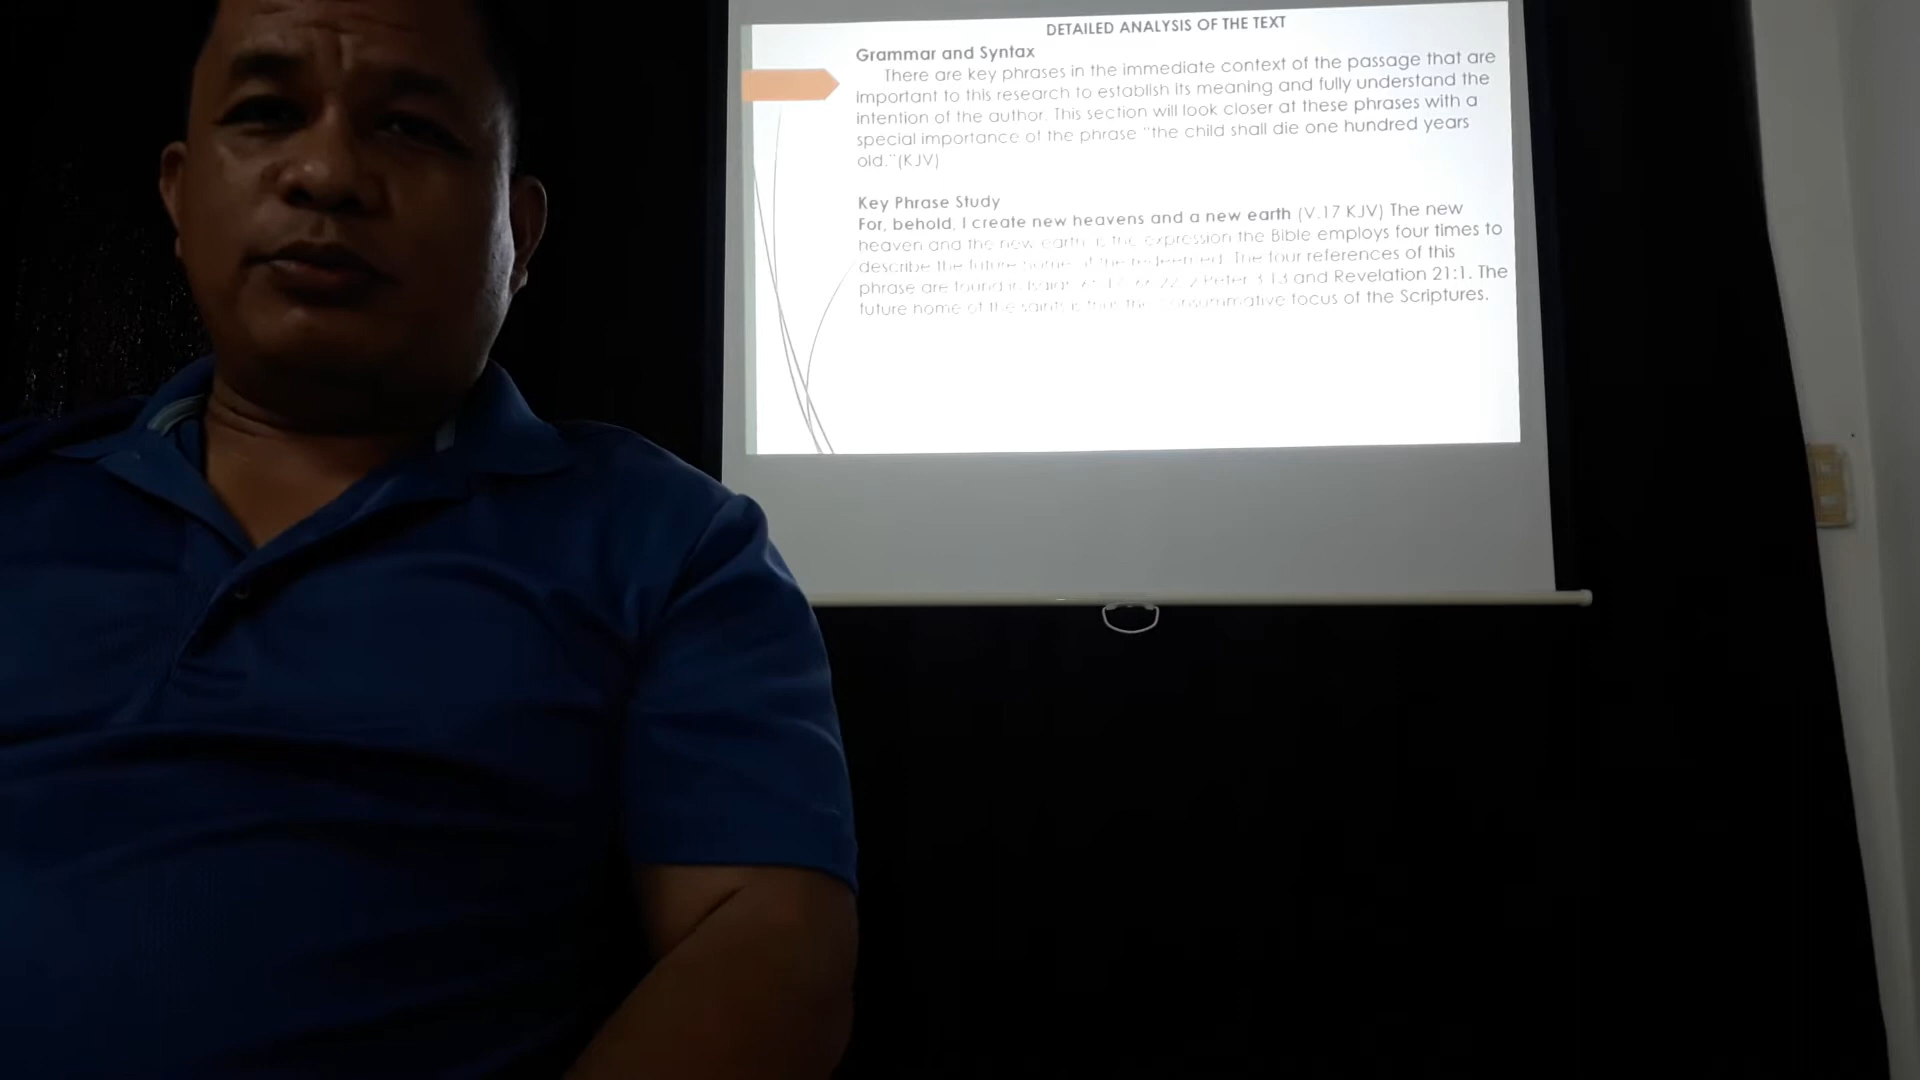 DETAILED ANALYSIS OF THE TEXT
Grammar and Syntax
There are key phrases in the immediate context of the passage that are
important to this research to establish its meaning and fully understand the
intention of the author. This section will look closer at these phrases with a
special importance of the phrase "the child shall die one hundred years
old."(KJV)
Key Phrase Study
For, behold, I create new heavens and a new earth (V.17 KJV) The new
heaven and the new earth is the expression the Bible employs four times to
describe the future home of the redeemed. The four references of this
phrase are found in Isaiah 2 Peter 3:13 and Revelation 21:1. The
future home of the saints is thus the consummative focus of the Scriptures.